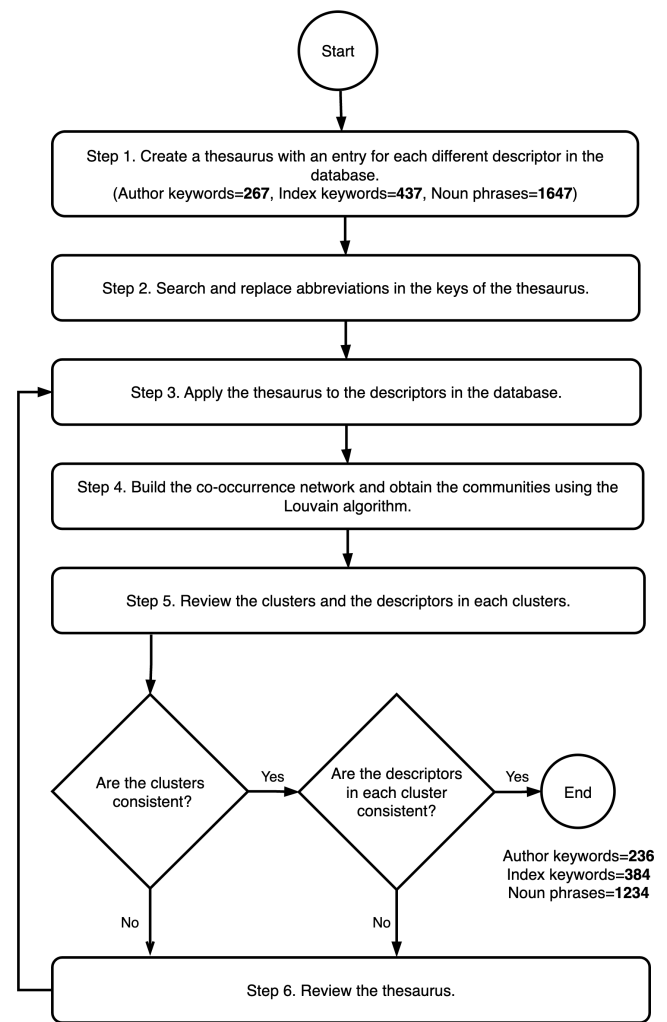 Start
Step 1. Create a thesaurus with an entry for each different descriptor in the
database.
(Author keywords=267, Index keywords=437, Noun phrases=1647)
Step 2. Search and replace abbreviations in the keys of the thesaurus.
Step 3. Apply the thesaurus to the descriptors in the database.
Step 4. Build the co-occurrence network and obtain the communities using the
Louvain algorithm.
Step 5. Review the clusters and the descriptors in each clusters.
Are the clusters
consistent?
Yes
Are the descriptors
in each cluster
consistent?
Yes
End
Author keywords=236
Index keywords=384
Noun phrases=1234
No
No
Step 6. Review the thesaurus.